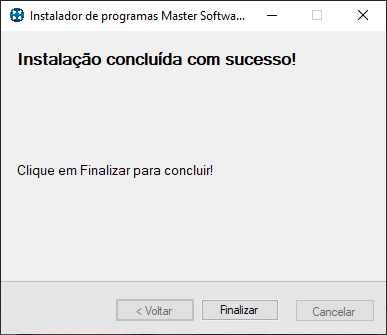 Instalador de programas Master Softwa...
Instalação concluída com sucesso!
Clique em Finalizar para concluir!
< Voltar
Finalizar
Cancelar